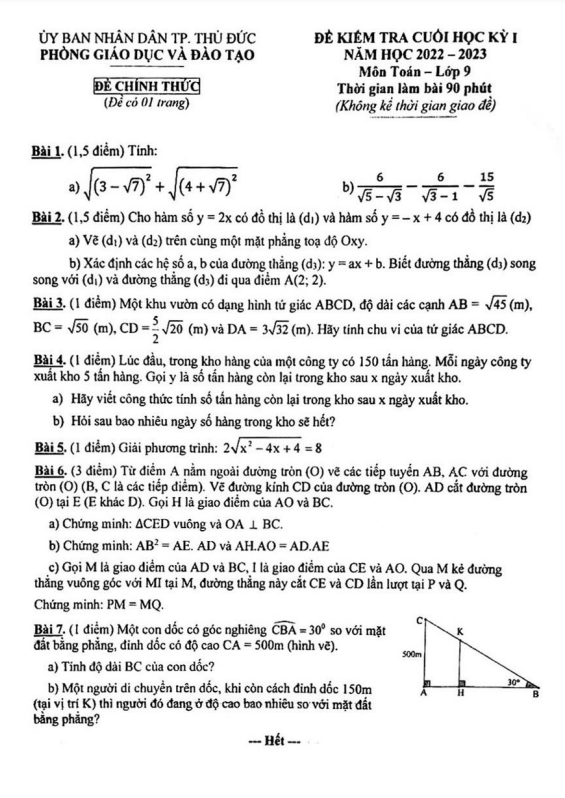 ỦY BAN NHÂN DÂN TP. THỦ ĐỨC
PHÒNG GIÁO DỤC VÀ ĐÀO TẠO
ĐỀ CHÍNH THỨC
(Đề có 01 trang)
ĐỀ KIỂM TRA CUỐI HỌC KỲ I
NĂM HỌC 2022 – 2023
Môn Toán – Lớp 9
Thời gian làm bài 90 phút
(Không kể thời gian giao đề)
Bài 1. (1,5 điểm) Tính:
a) √((3 − √7)²) + √((4 + √7)²) b) 6/(√5 − √3) − 6/(√3 − 1) − 15/√5
Bài 2. (1,5 điểm) Cho hàm số y = 2x có đồ thị là (d₁) và hàm số y = – x + 4 có đồ thị là (d₂)
a) Vẽ (d₁) và (d₂) trên cùng một mặt phẳng toạ độ Oxy.
b) Xác định các hệ số a, b của đường thẳng (d₃): y = ax + b. Biết đường thẳng (d₃) song
song với (d₁) và đường thẳng (d₃) đi qua điểm A(2; 2).
Bài 3. (1 điểm) Một khu vườn có dạng hình tứ giác ABCD, độ dài các cạnh AB = √45 (m),
BC = √50 (m), CD = 5/2 √20 (m) và DA = 3√32 (m). Hãy tính chu vi của tứ giác ABCD.
Bài 4. (1 điểm) Lúc đầu, trong kho hàng của một công ty có 150 tấn hàng. Mỗi ngày công ty
xuất kho 5 tấn hàng. Gọi y là số tấn hàng còn lại trong kho sau x ngày xuất kho.
a) Hãy viết công thức tính số tấn hàng còn lại trong kho sau x ngày xuất kho.
b) Hỏi sau bao nhiêu ngày số hàng trong kho sẽ hết?
Bài 5. (1 điểm) Giải phương trình: 2√(x² − 4x + 4) = 8
Bài 6. (3 điểm) Từ điểm A nằm ngoài đường tròn (O) vẽ các tiếp tuyến AB, AC với đường
tròn (O) (B, C là các tiếp điểm). Vẽ đường kính CD của đường tròn (O). AD cắt đường tròn
(O) tại E (E khác D). Gọi H là giao điểm của AO và BC.
a) Chứng minh: ΔCED vuông và OA ⊥ BC.
b) Chứng minh: AB² = AE. AD và AH.AO = AD.AE
c) Gọi M là giao điểm của AD và BC, I là giao điểm của CE và AO. Qua M kẻ đường
thẳng vuông góc với MI tại M, đường thẳng này cắt CE và CD lần lượt tại P và Q.
Chứng minh: PM = MQ.
Bài 7. (1 điểm) Một con dốc có góc nghiêng CBA = 30⁰ so với mặt
đất bằng phẳng, đỉnh dốc có độ cao CA = 500m (hình vẽ).
a) Tính độ dài BC của con dốc?
b) Một người di chuyển trên dốc, khi còn cách đỉnh dốc 150m
(tại vị trí K) thì người đó đang ở độ cao bao nhiêu so với mặt đất
bằng phẳng?
C
K
500m
30°
A H B
--- Hết ---